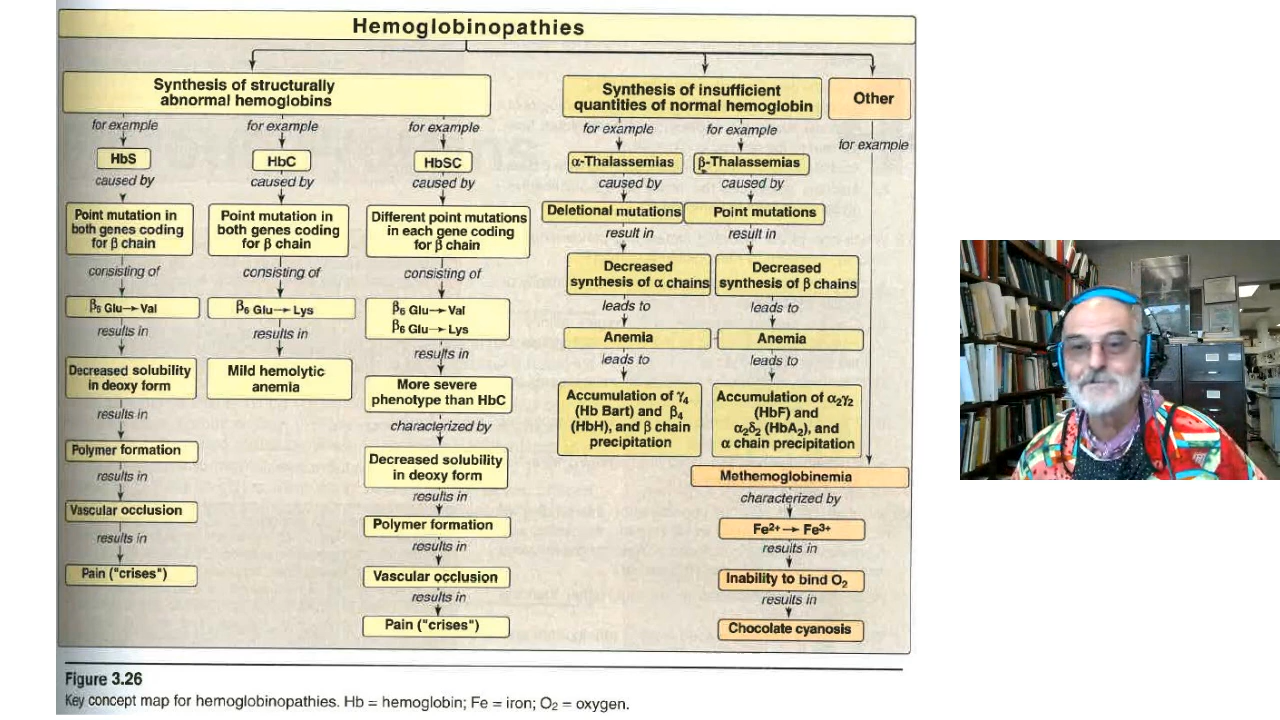 Hemoglobinopathies
Synthesis of structurally
abnormal hemoglobins
for example
HbS
caused by
Point mutation in
both genes coding
for β chain
consisting of
β₆ Glu→Val
results in
Decreased solubility
in deoxy form
results in
Polymer formation
results in
Vascular occlusion
results in
Pain ("crises")
for example
HbC
caused by
Point mutation in
both genes coding
for β chain
consisting of
β₆ Glu→Lys
results in
Mild hemolytic
anemia
for example
HbSC
caused by
Different point mutations
in each gene coding
for β chain
consisting of
β₆ Glu→Val
β₆ Glu→Lys
results in
More severe
phenotype than HbC
characterized by
Decreased solubility
in deoxy form
results in
Polymer formation
results in
Vascular occlusion
results in
Pain ("crises")
Synthesis of insufficient
quantities of normal hemoglobin
for example
α-Thalassemias
caused by
Deletional mutations
result in
Decreased
synthesis of α chains
leads to
Anemia
leads to
Accumulation of γ₄
(Hb Bart) and β₄
(HbH), and β chain
precipitation
for example
β-Thalassemias
caused by
Point mutations
result in
Decreased
synthesis of β chains
leads to
Anemia
leads to
Accumulation of α₂γ₂
(HbF) and
α₂δ₂ (HbA₂), and
α chain precipitation
Other
for example
Methemoglobinemia
characterized by
Fe²⁺→Fe³⁺
results in
Inability to bind O₂
results in
Chocolate cyanosis
Figure 3.26
Key concept map for hemoglobinopathies. Hb = hemoglobin; Fe = iron; O₂ = oxygen.